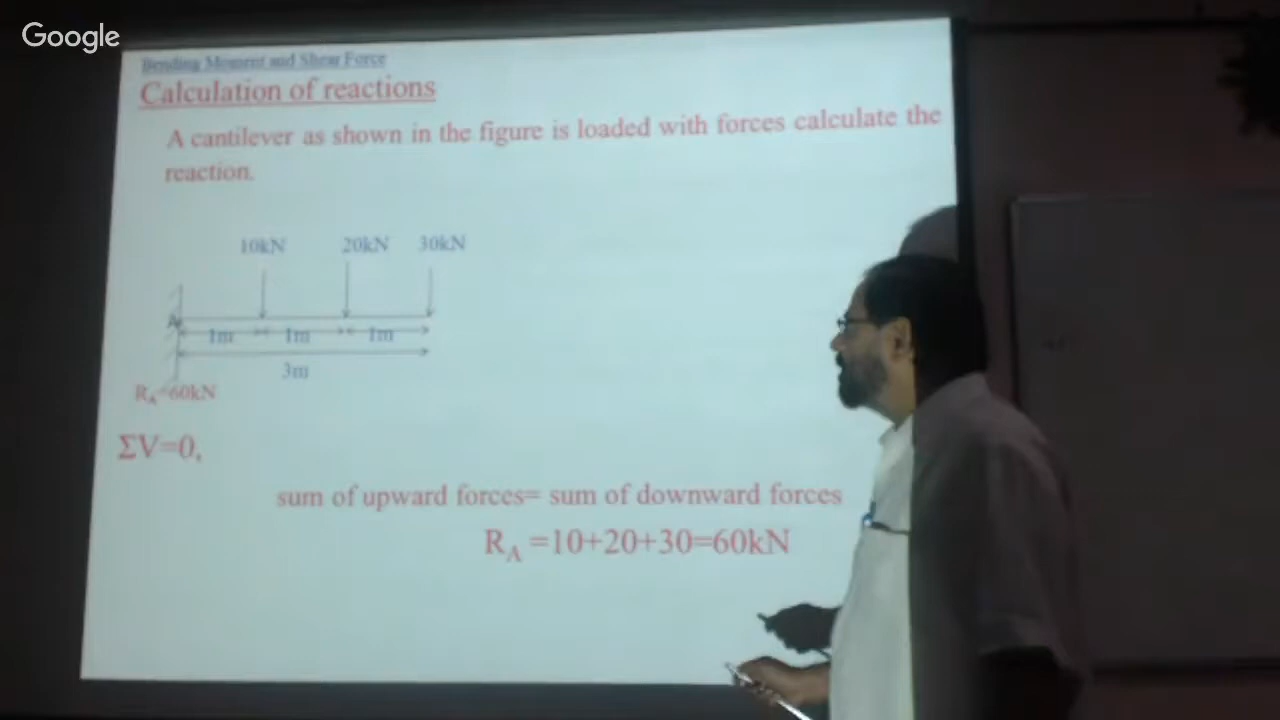 Google
Bending Moment and Shear Force
Calculation of reactions
A cantilever as shown in the figure is loaded with forces calculate the
reaction.
10kN 20kN 30kN
A
1m 1m 1m
3m
R_A=60kN
ΣV=0,
sum of upward forces= sum of downward forces
R_A =10+20+30=60kN